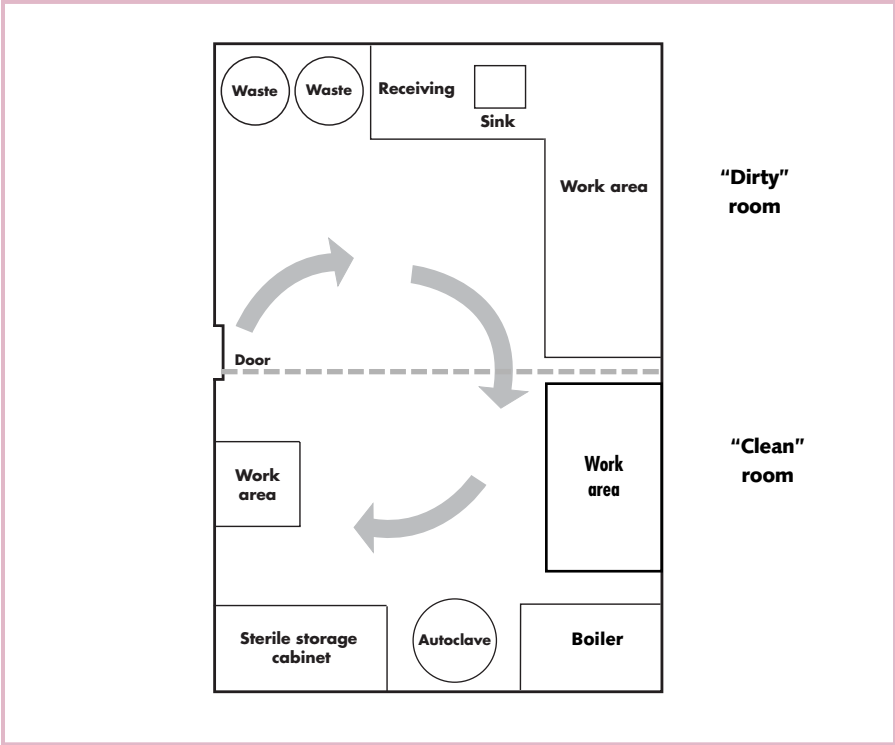 Waste
Waste
Receiving
Sink
Work area
“Dirty”
room
Door
“Clean”
room
Work
area
Work
area
Sterile storage
cabinet
Autoclave
Boiler